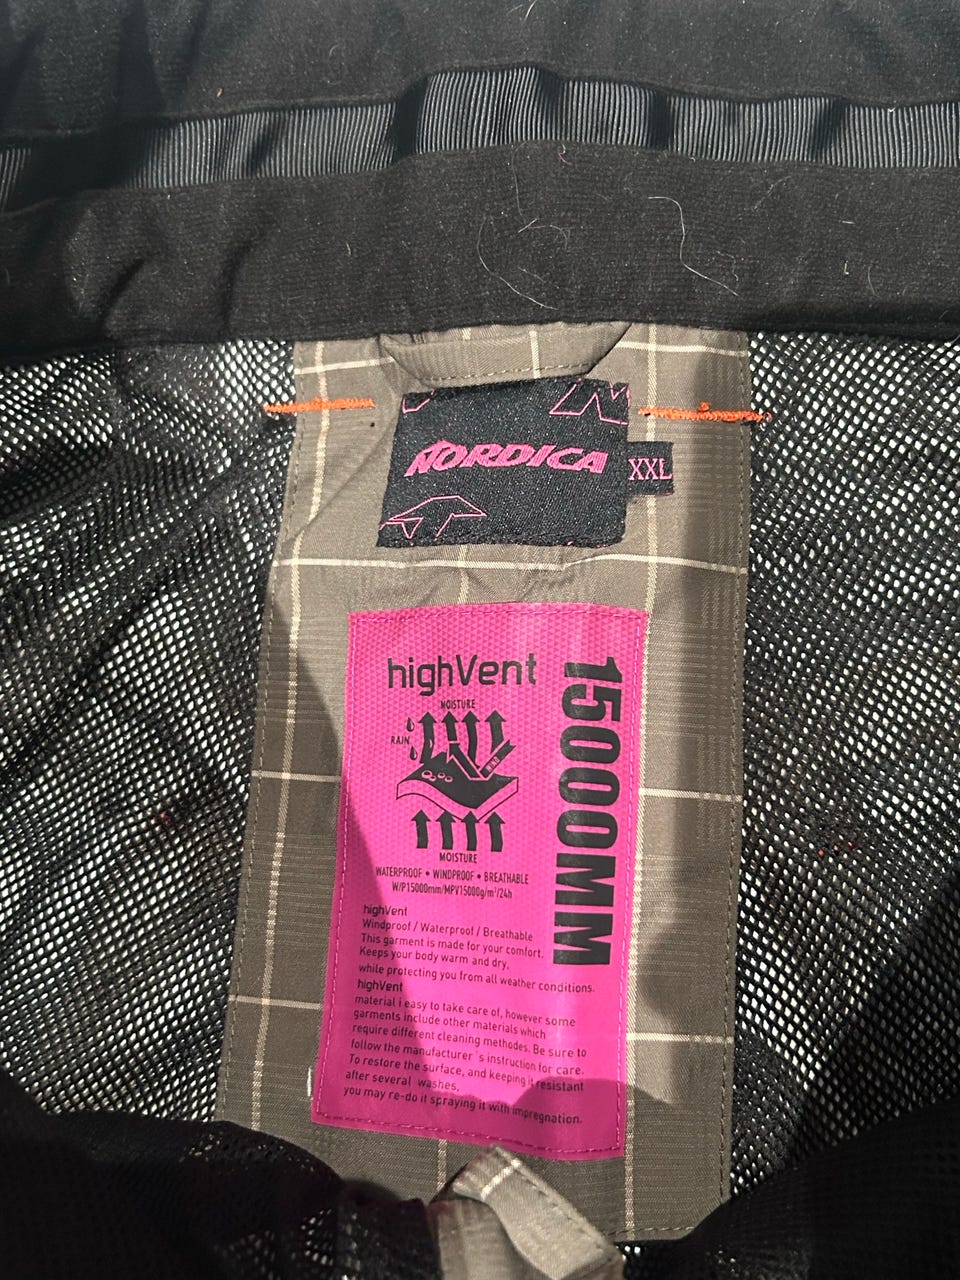 NORDICA
XXL
highVent
15000MM
MOISTURE
RAIN
WIND
MOISTURE
WATERPROOF • WINDPROOF • BREATHABLE
W/P15000mm/MPV15000g/m²/24h
highVent
Windproof / Waterproof / Breathable
This garment is made for your comfort.
Keeps your body warm and dry,
while protecting you from all weather conditions.
highVent
material i easy to take care of, however some
garments include other materials which
require different cleaning methodes. Be sure to
follow the manufacturer´s instruction for care.
To restore the surface, and keeping it resistant
after several washes,
you may re-do it spraying it with impregnation.